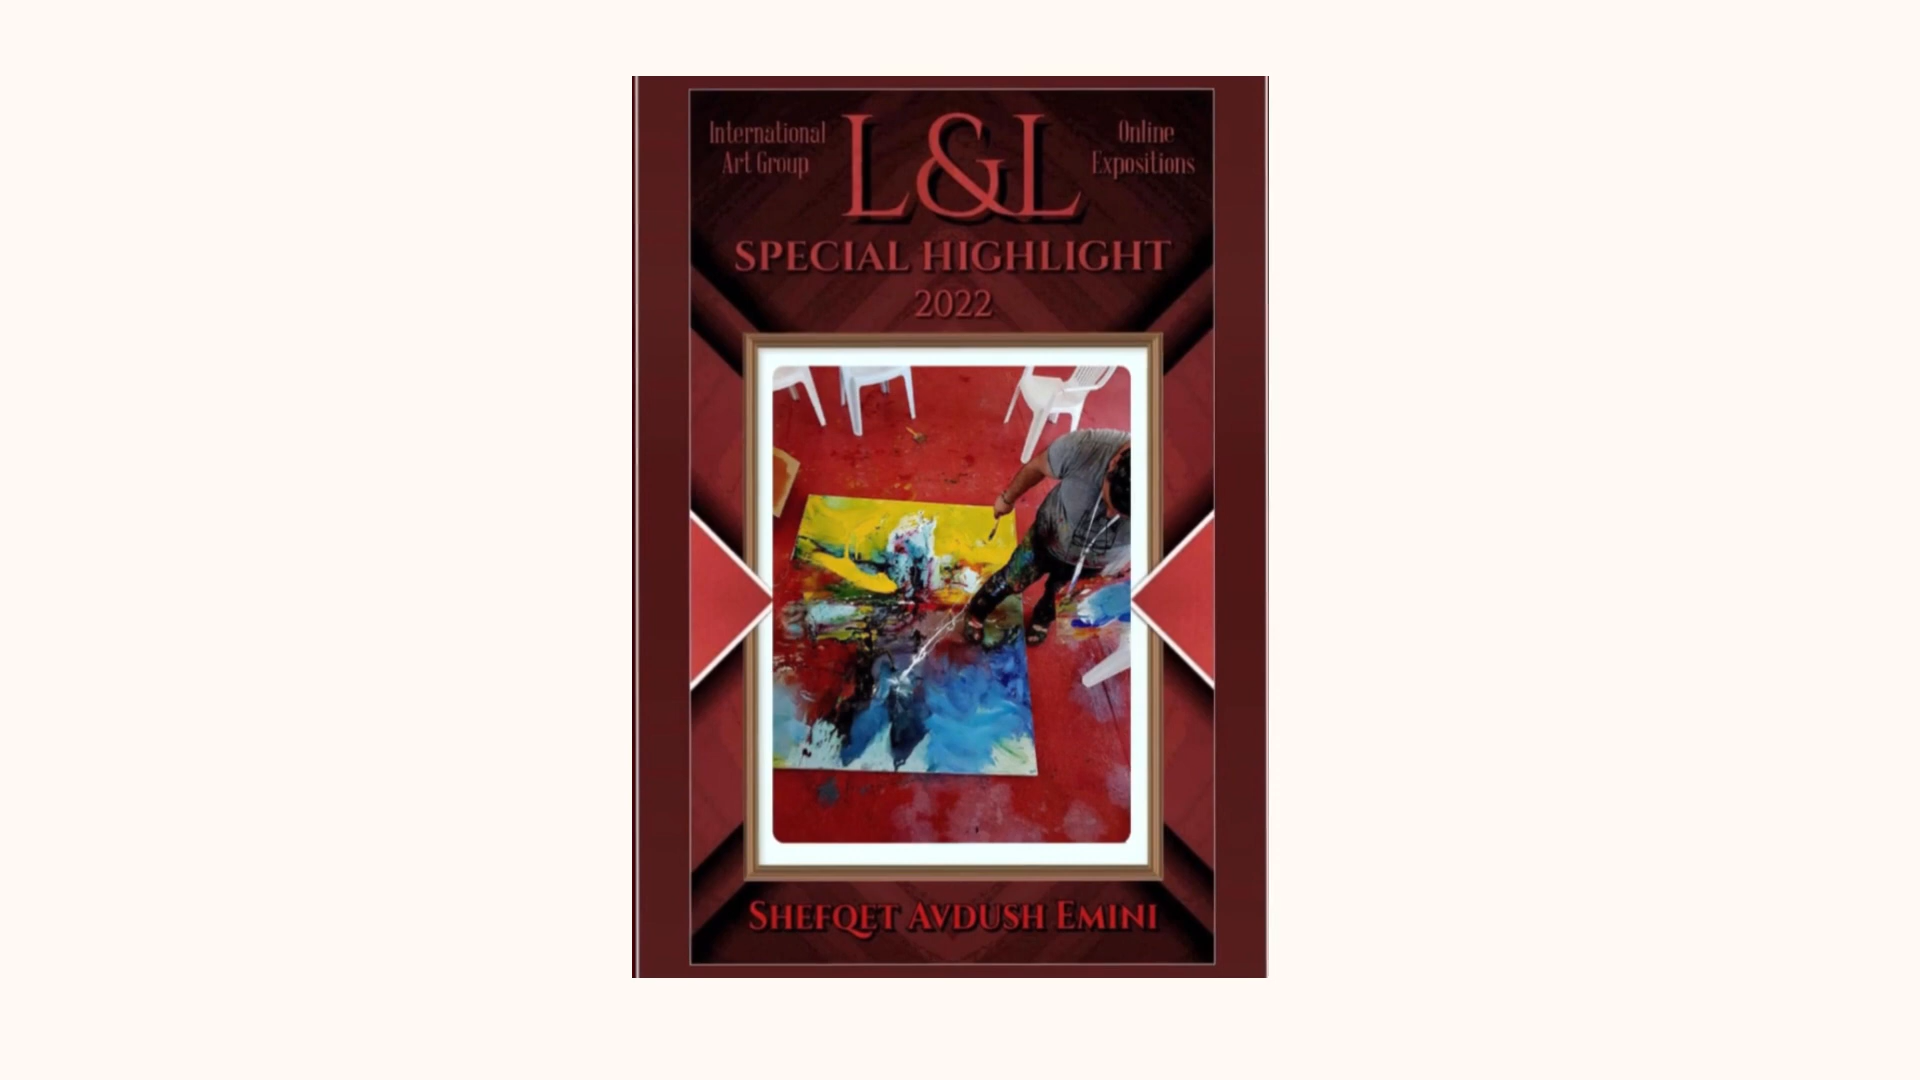 International
Art Group
L&L
Online
Expositions
SPECIAL HIGHLIGHT
2022
SHEFQET AVDUSH EMINI